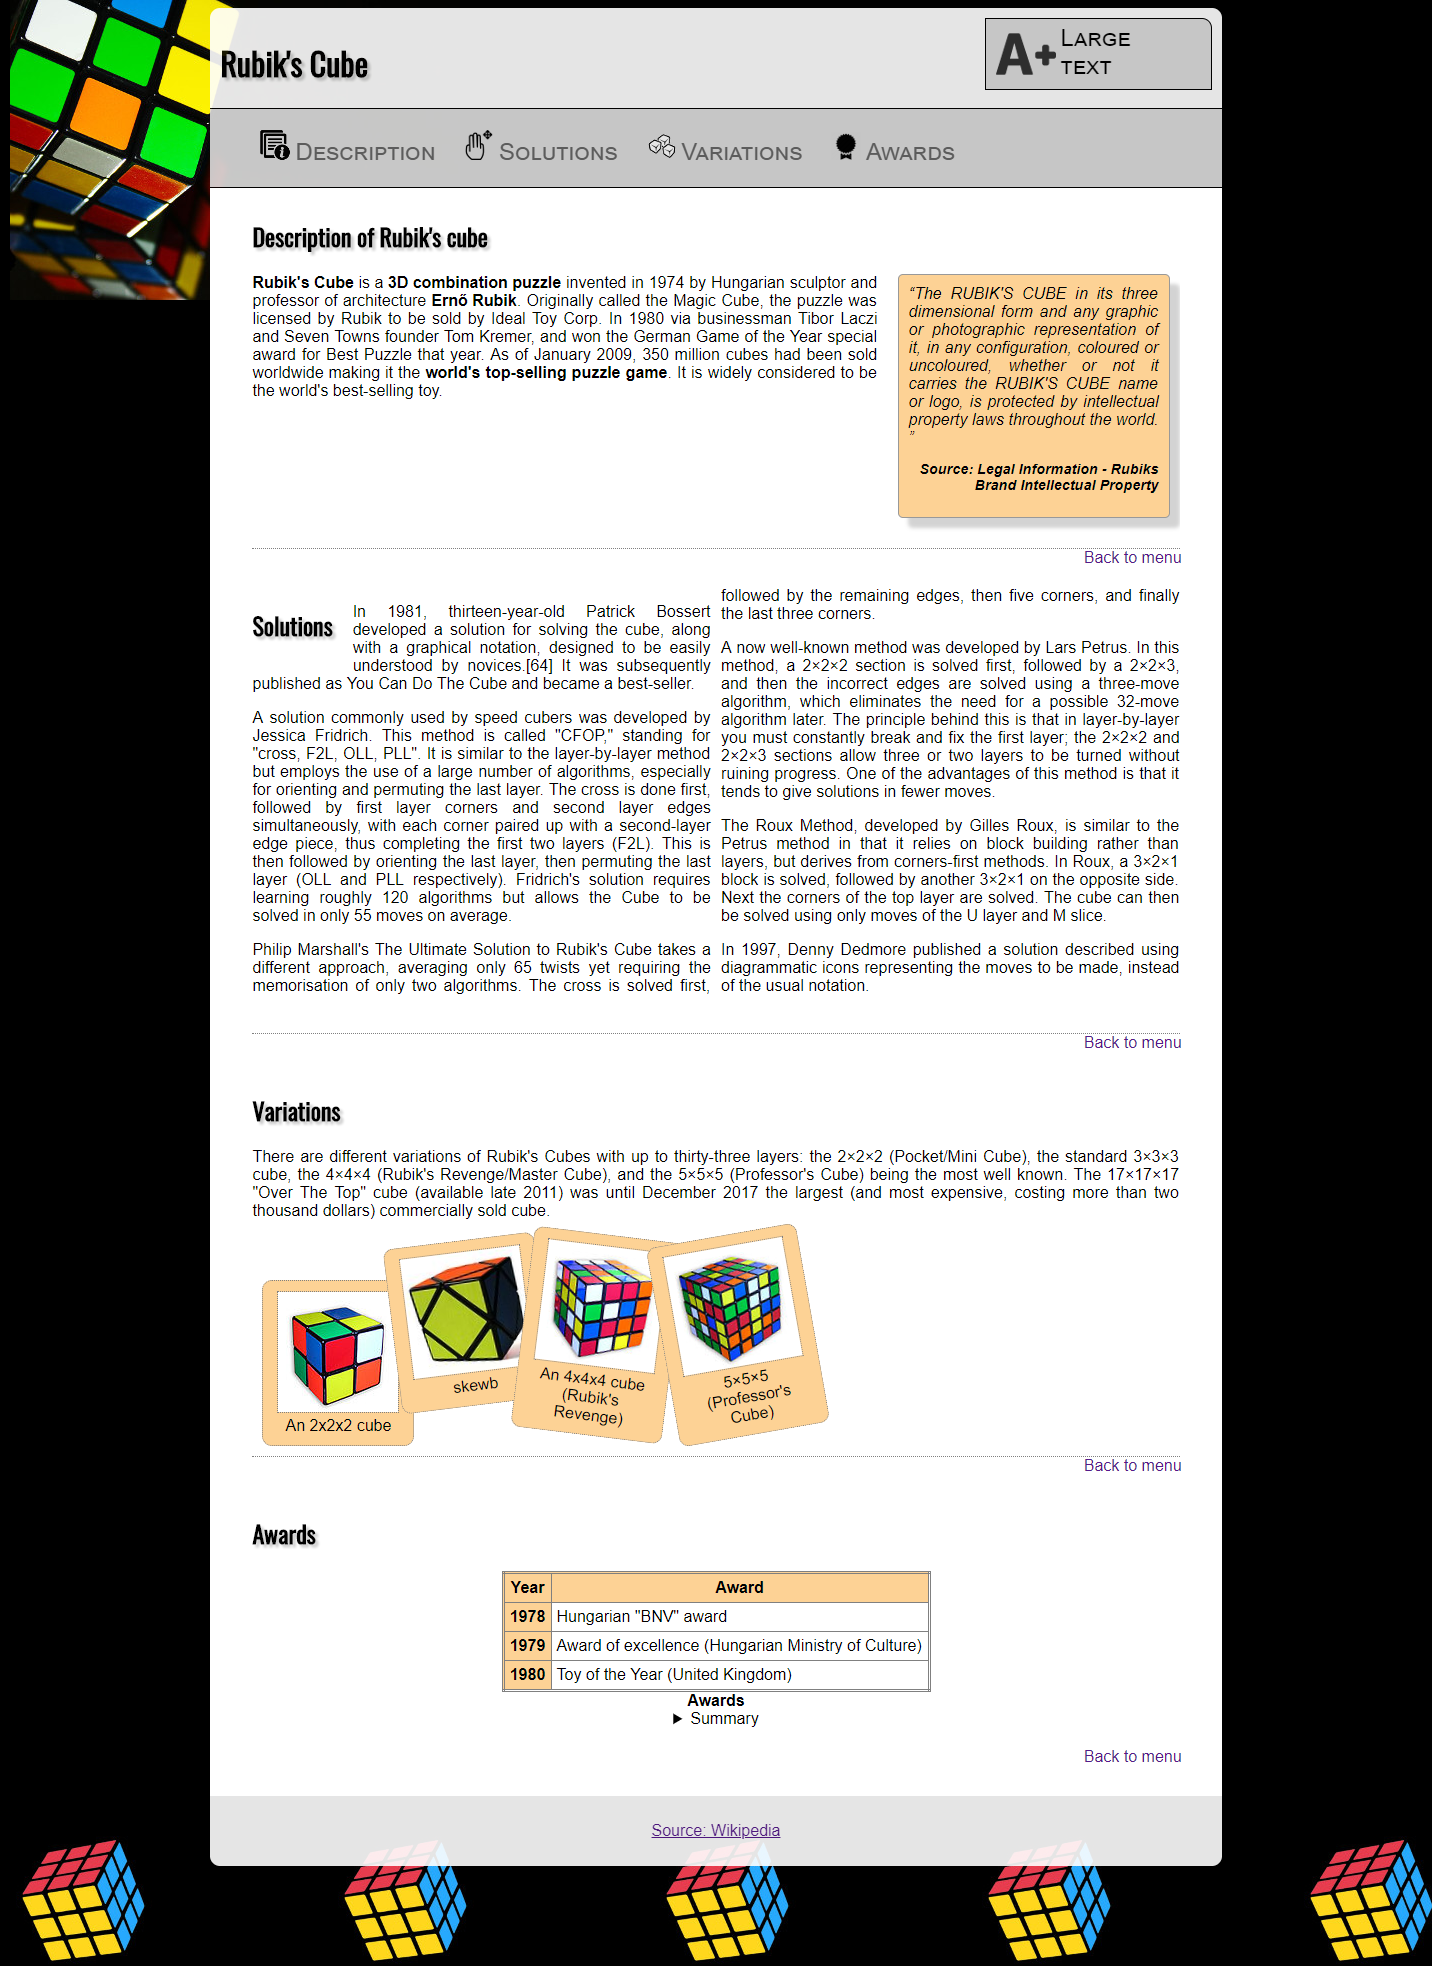 Rubik's Cube
A+ LARGE
TEXT
DESCRIPTION SOLUTIONS VARIATIONS AWARDS
Description of Rubik's cube
Rubik's Cube is a 3D combination puzzle invented in 1974 by Hungarian sculptor and
professor of architecture Ernő Rubik. Originally called the Magic Cube, the puzzle was
licensed by Rubik to be sold by Ideal Toy Corp. In 1980 via businessman Tibor Laczi
and Seven Towns founder Tom Kremer, and won the German Game of the Year special
award for Best Puzzle that year. As of January 2009, 350 million cubes had been sold
worldwide making it the world's top-selling puzzle game. It is widely considered to be
the world's best-selling toy.
“The RUBIK'S CUBE in its three
dimensional form and any graphic
or photographic representation of
it, in any configuration, coloured or
uncoloured, whether or not it
carries the RUBIK'S CUBE name
or logo, is protected by intellectual
property laws throughout the world.
”
Source: Legal Information - Rubiks
Brand Intellectual Property
Back to menu
Solutions
In 1981, thirteen-year-old Patrick Bossert
developed a solution for solving the cube, along
with a graphical notation, designed to be easily
understood by novices.[64] It was subsequently
published as You Can Do The Cube and became a best-seller.
A solution commonly used by speed cubers was developed by
Jessica Fridrich. This method is called "CFOP," standing for
"cross, F2L, OLL, PLL". It is similar to the layer-by-layer method
but employs the use of a large number of algorithms, especially
for orienting and permuting the last layer. The cross is done first,
followed by first layer corners and second layer edges
simultaneously, with each corner paired up with a second-layer
edge piece, thus completing the first two layers (F2L). This is
then followed by orienting the last layer, then permuting the last
layer (OLL and PLL respectively). Fridrich's solution requires
learning roughly 120 algorithms but allows the Cube to be
solved in only 55 moves on average.
Philip Marshall's The Ultimate Solution to Rubik's Cube takes a
different approach, averaging only 65 twists yet requiring the
memorisation of only two algorithms. The cross is solved first,
followed by the remaining edges, then five corners, and finally
the last three corners.
A now well-known method was developed by Lars Petrus. In this
method, a 2×2×2 section is solved first, followed by a 2×2×3,
and then the incorrect edges are solved using a three-move
algorithm, which eliminates the need for a possible 32-move
algorithm later. The principle behind this is that in layer-by-layer
you must constantly break and fix the first layer; the 2×2×2 and
2×2×3 sections allow three or two layers to be turned without
ruining progress. One of the advantages of this method is that it
tends to give solutions in fewer moves.
The Roux Method, developed by Gilles Roux, is similar to the
Petrus method in that it relies on block building rather than
layers, but derives from corners-first methods. In Roux, a 3×2×1
block is solved, followed by another 3×2×1 on the opposite side.
Next the corners of the top layer are solved. The cube can then
be solved using only moves of the U layer and M slice.
In 1997, Denny Dedmore published a solution described using
diagrammatic icons representing the moves to be made, instead
of the usual notation.
Back to menu
Variations
There are different variations of Rubik's Cubes with up to thirty-three layers: the 2×2×2 (Pocket/Mini Cube), the standard 3×3×3
cube, the 4×4×4 (Rubik's Revenge/Master Cube), and the 5×5×5 (Professor's Cube) being the most well known. The 17×17×17
"Over The Top" cube (available late 2011) was until December 2017 the largest (and most expensive, costing more than two
thousand dollars) commercially sold cube.
An 2x2x2 cube
skewb
An 4x4x4 cube
(Rubik's
Revenge)
5×5×5
(Professor's
Cube)
Back to menu
Awards
Year Award
1978 Hungarian "BNV" award
1979 Award of excellence (Hungarian Ministry of Culture)
1980 Toy of the Year (United Kingdom)
Awards
▶ Summary
Back to menu
Source: Wikipedia